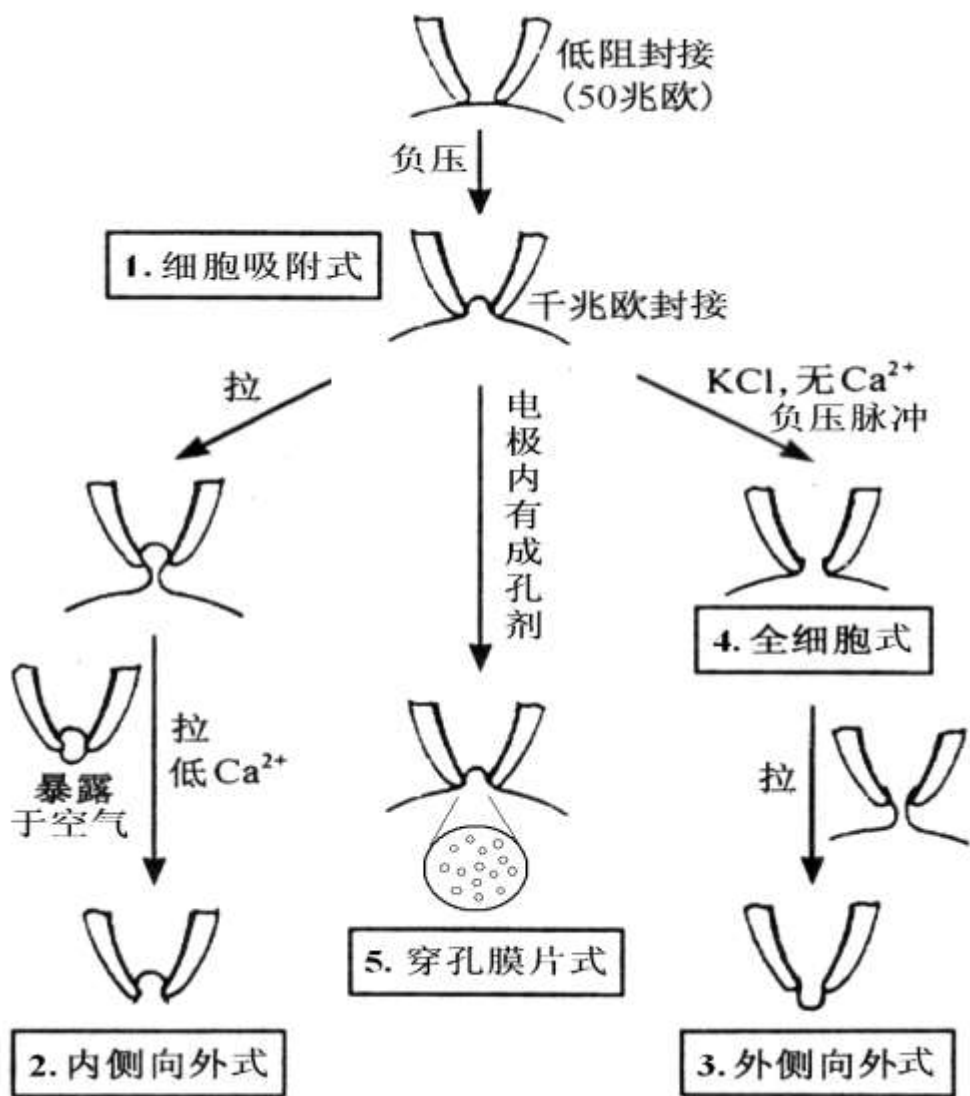 低阻封接
(50兆欧)
负压
1. 细胞吸附式
千兆欧封接
拉
KCl, 无Ca²⁺
负压脉冲
电极内有成孔剂
4. 全细胞式
拉
低Ca²⁺
暴露
于空气
拉
5. 穿孔膜片式
2. 内侧向外式
3. 外侧向外式